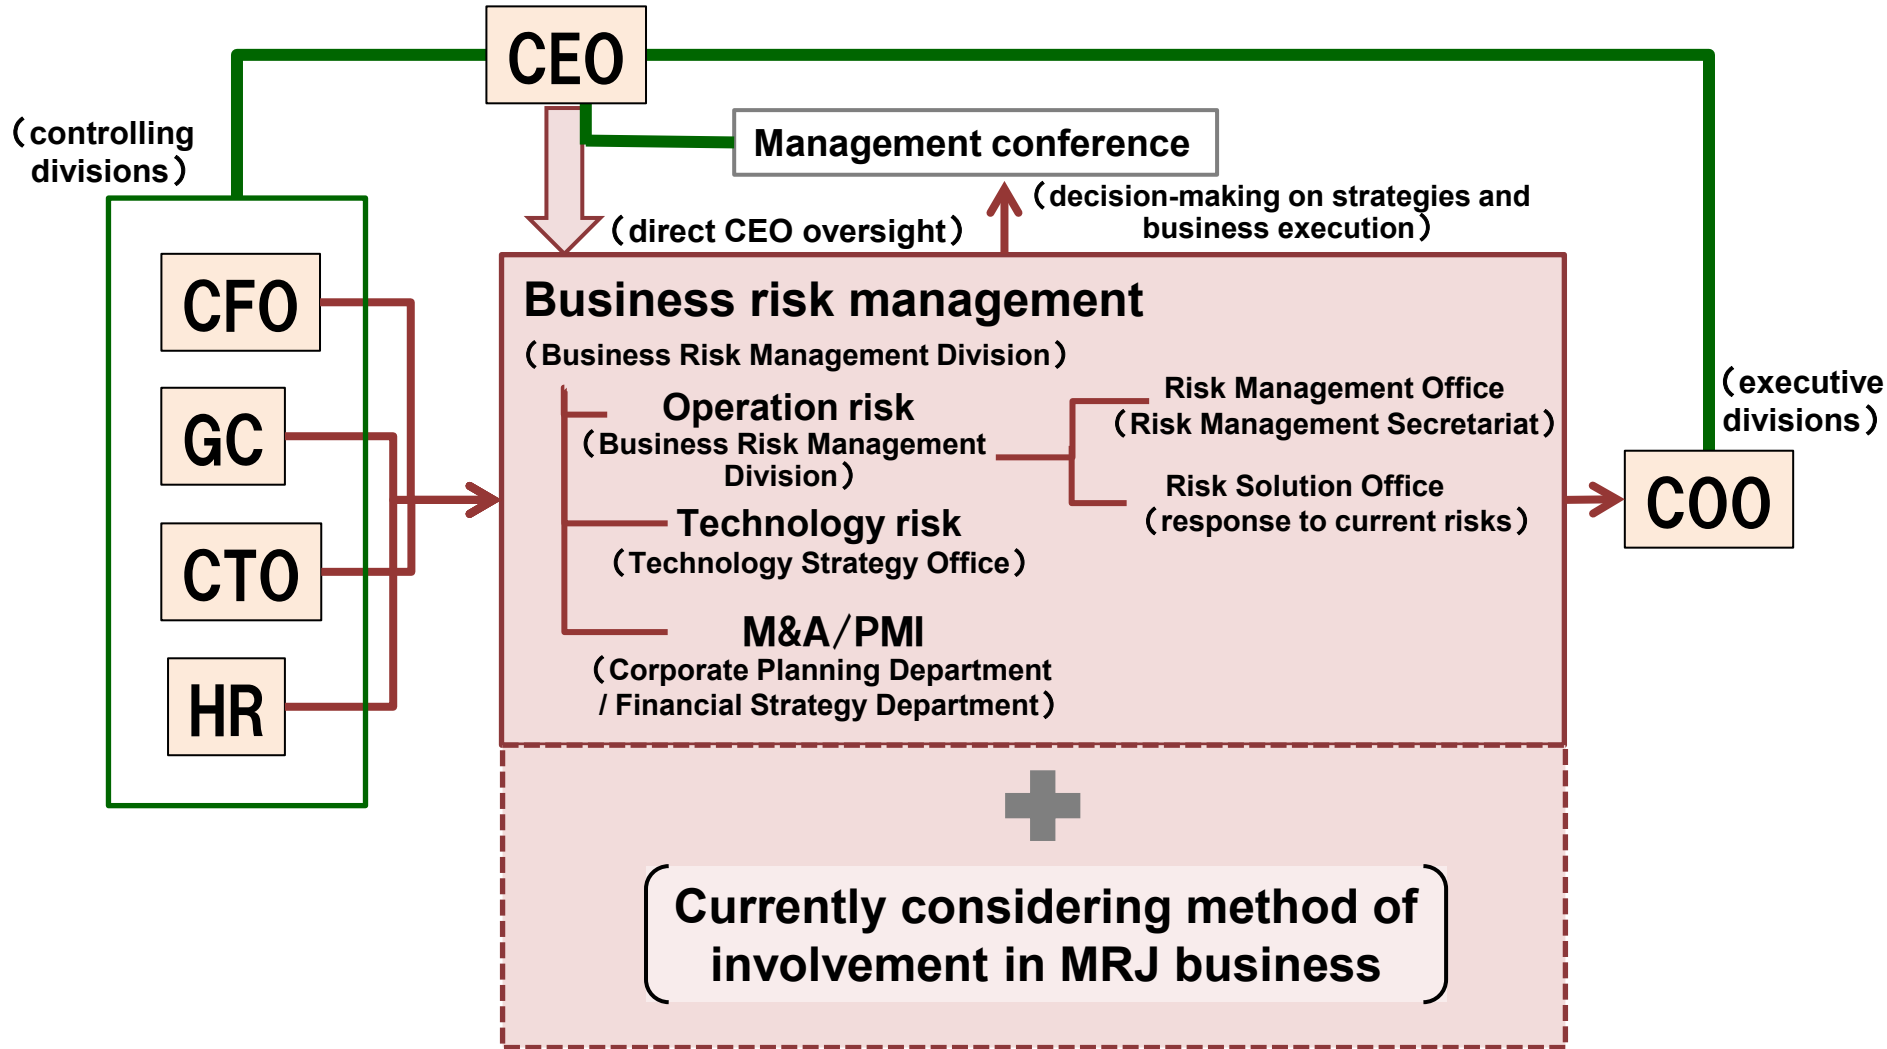 CEO
(controlling
divisions)
Management conference
(decision-making on strategies and
business execution)
(direct CEO oversight)
CFO
GC
CTO
HR
Business risk management
(Business Risk Management Division)
Operation risk
(Business Risk Management
Division)
Risk Management Office
(Risk Management Secretariat)
Risk Solution Office
(response to current risks)
Technology risk
(Technology Strategy Office)
M&A/PMI
(Corporate Planning Department
/ Financial Strategy Department)
(executive
divisions)
COO
Currently considering method of
involvement in MRJ business